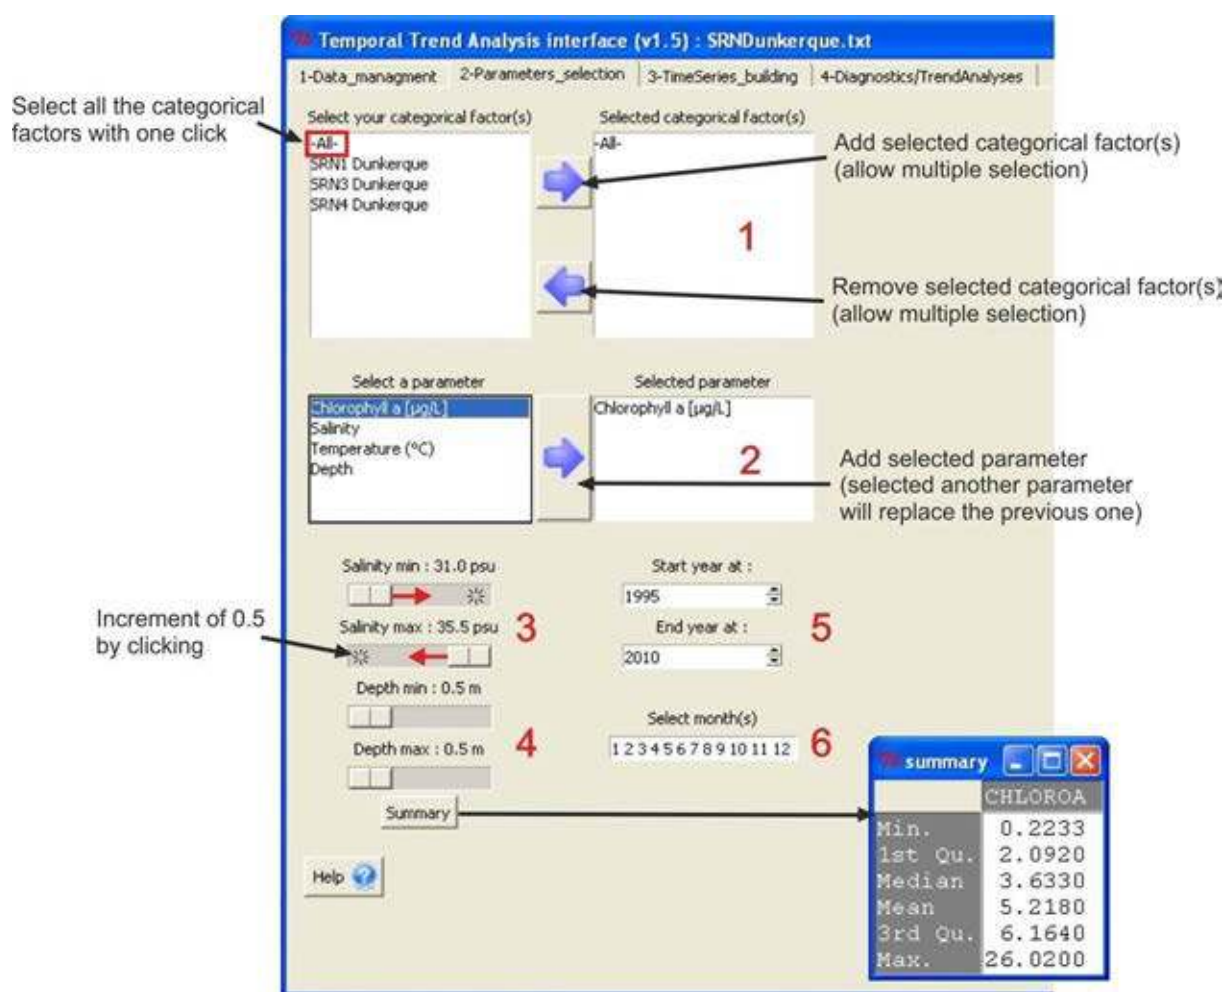 Temporal Trend Analysis interface (v1.5) : SRNDunkerque.txt
1-Data_managment 2-Parameters_selection 3-TimeSeries_building 4-Diagnostics/TrendAnalyses
Select all the categorical
factors with one click
Select your categorical factor(s)
-All-
SRN1 Dunkerque
SRN3 Dunkerque
SRN4 Dunkerque
Selected categorical factor(s)
-All-
1
Add selected categorical factor(s)
(allow multiple selection)
Remove selected categorical factor(s)
(allow multiple selection)
Select a parameter
Chlorophyll a [µg/L]
Salinity
Temperature (°C)
Depth
Selected parameter
Chlorophyll a [µg/L]
2
Add selected parameter
(selected another parameter
will replace the previous one)
Salinity min : 31.0 psu
Salinity max : 35.5 psu
3
Increment of 0.5
by clicking
Depth min : 0.5 m
Depth max : 0.5 m
4
Start year at :
1995
End year at :
2010
5
Select month(s)
1 2 3 4 5 6 7 8 9 10 11 12
6
Summary
Help
summary
CHLOROA
Min. 0.2233
1st Qu. 2.0920
Median 3.6330
Mean 5.2180
3rd Qu. 6.1640
Max. 26.0200